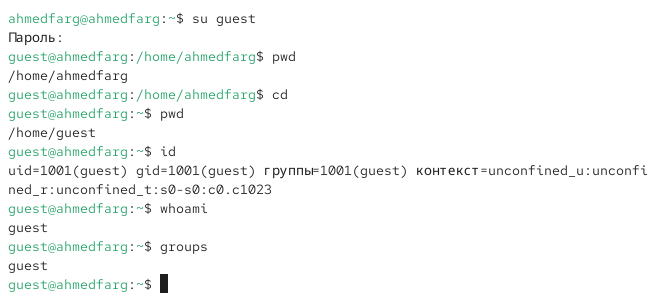 ahmedfarg@ahmedfarg:~$ su guest
Пароль:
guest@ahmedfarg:/home/ahmedfarg$ pwd
/home/ahmedfarg
guest@ahmedfarg:/home/ahmedfarg$ cd
guest@ahmedfarg:~$ pwd
/home/guest
guest@ahmedfarg:~$ id
uid=1001(guest) gid=1001(guest) группы=1001(guest) контекст=unconfined_u:unconfi
ned_r:unconfined_t:s0-s0:c0.c1023
guest@ahmedfarg:~$ whoami
guest
guest@ahmedfarg:~$ groups
guest
guest@ahmedfarg:~$